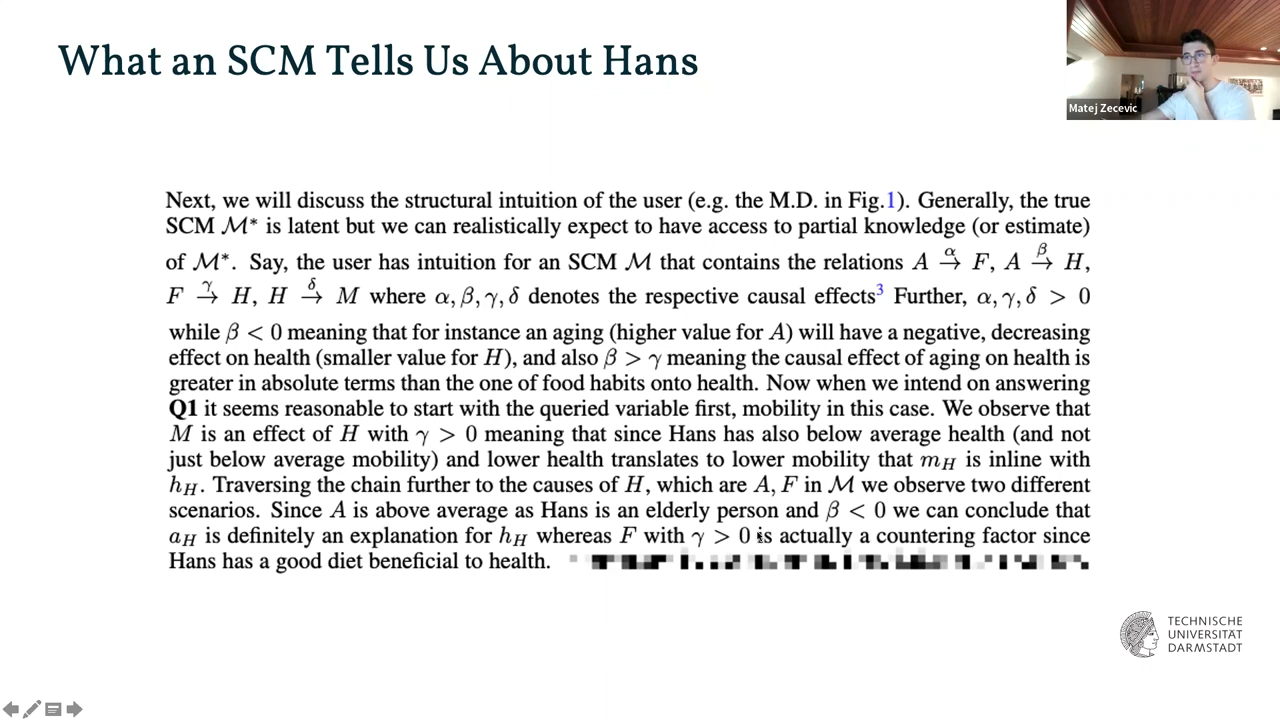 What an SCM Tells Us About Hans
Matej Zecevic
Next, we will discuss the structural intuition of the user (e.g. the M.D. in Fig.1). Generally, the true
SCM M* is latent but we can realistically expect to have access to partial knowledge (or estimate)
of M*. Say, the user has intuition for an SCM M that contains the relations A →^α F, A →^β H,
F →^γ H, H →^δ M where α, β, γ, δ denotes the respective causal effects³ Further, α, γ, δ > 0
while β < 0 meaning that for instance an aging (higher value for A) will have a negative, decreasing
effect on health (smaller value for H), and also β > γ meaning the causal effect of aging on health is
greater in absolute terms than the one of food habits onto health. Now when we intend on answering
Q1 it seems reasonable to start with the queried variable first, mobility in this case. We observe that
M is an effect of H with γ > 0 meaning that since Hans has also below average health (and not
just below average mobility) and lower health translates to lower mobility that m_H is inline with
h_H. Traversing the chain further to the causes of H, which are A, F in M we observe two different
scenarios. Since A is above average as Hans is an elderly person and β < 0 we can conclude that
a_H is definitely an explanation for h_H whereas F with γ > 0 is actually a countering factor since
Hans has a good diet beneficial to health.
TECHNISCHE
UNIVERSITÄT
DARMSTADT